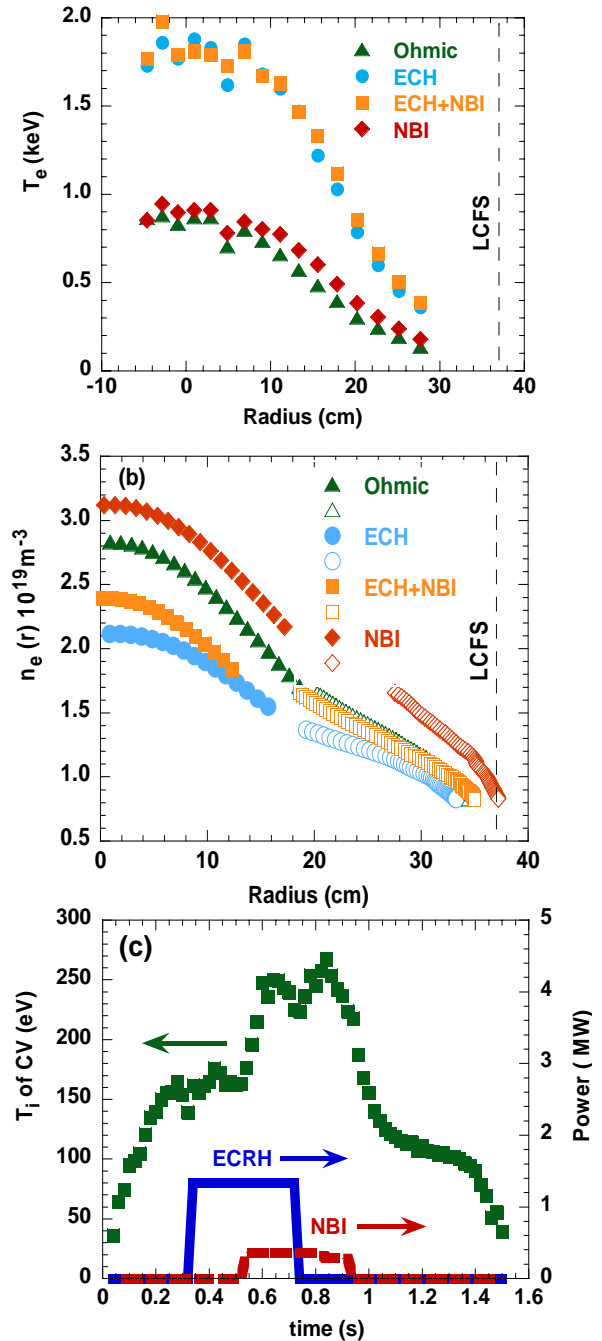 2.0
1.5
1.0
0.5
0
T_e (keV)
Ohmic
ECH
ECH+NBI
NBI
LCFS
-10 0 10 20 30 40
Radius (cm)
(b)
3.5
3.0
2.5
2.0
1.5
1.0
0.5
n_e (r) 10^19 m^-3
Ohmic
ECH
ECH+NBI
NBI
LCFS
0 10 20 30 40
Radius (cm)
(c)
300
250
200
150
100
50
0
T_i of CV (eV)
5
4
3
2
1
0
Power ( MW)
ECRH
NBI
0 0.2 0.4 0.6 0.8 1 1.2 1.4 1.6
time (s)